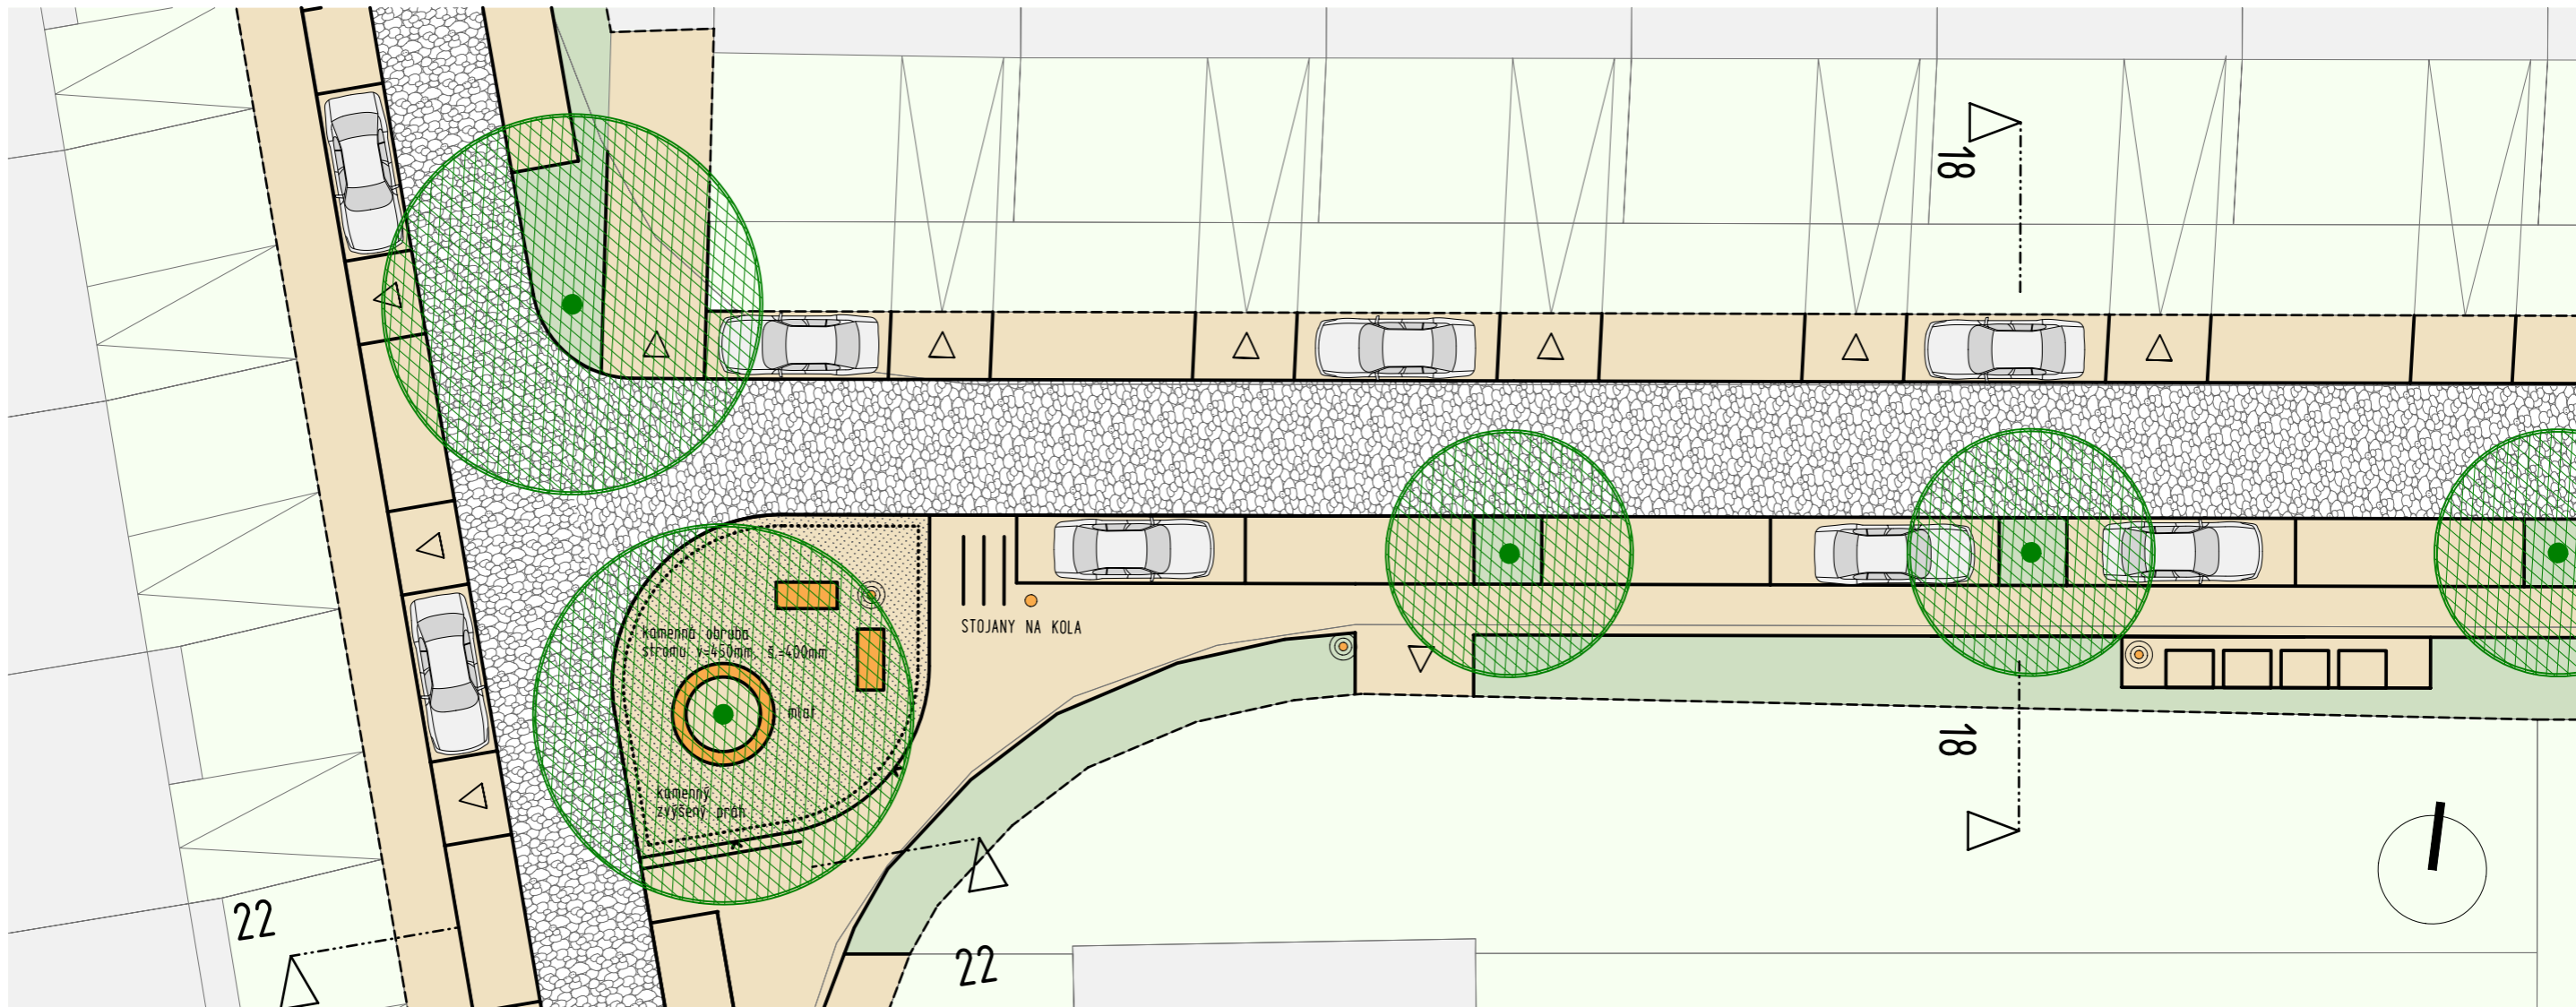 18
STOJANY NA KOLA
kamenná obruba
stromu v=450mm, š.=400mm
mlat
kamenný
zvýšený práh
18
22
22